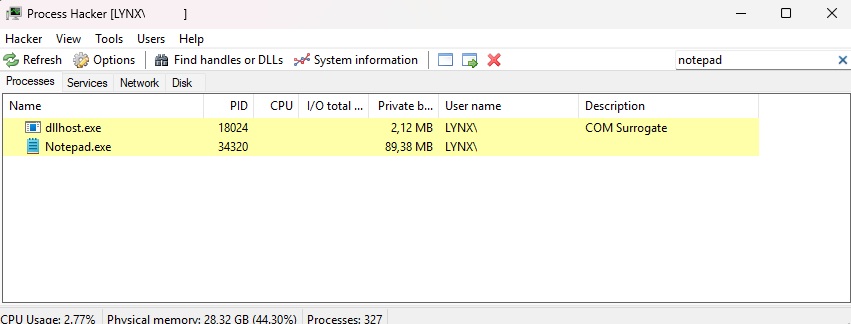 Process Hacker [LYNX\ ]
Hacker View Tools Users Help
Refresh Options Find handles or DLLs System information notepad
Processes Services Network Disk
Name PID CPU I/O total ... Private b... User name Description
dllhost.exe 18024 2,12 MB LYNX\ COM Surrogate
Notepad.exe 34320 89,38 MB LYNX\
CPU Usage: 2.77% Physical memory: 28.32 GB (44.30%) Processes: 327